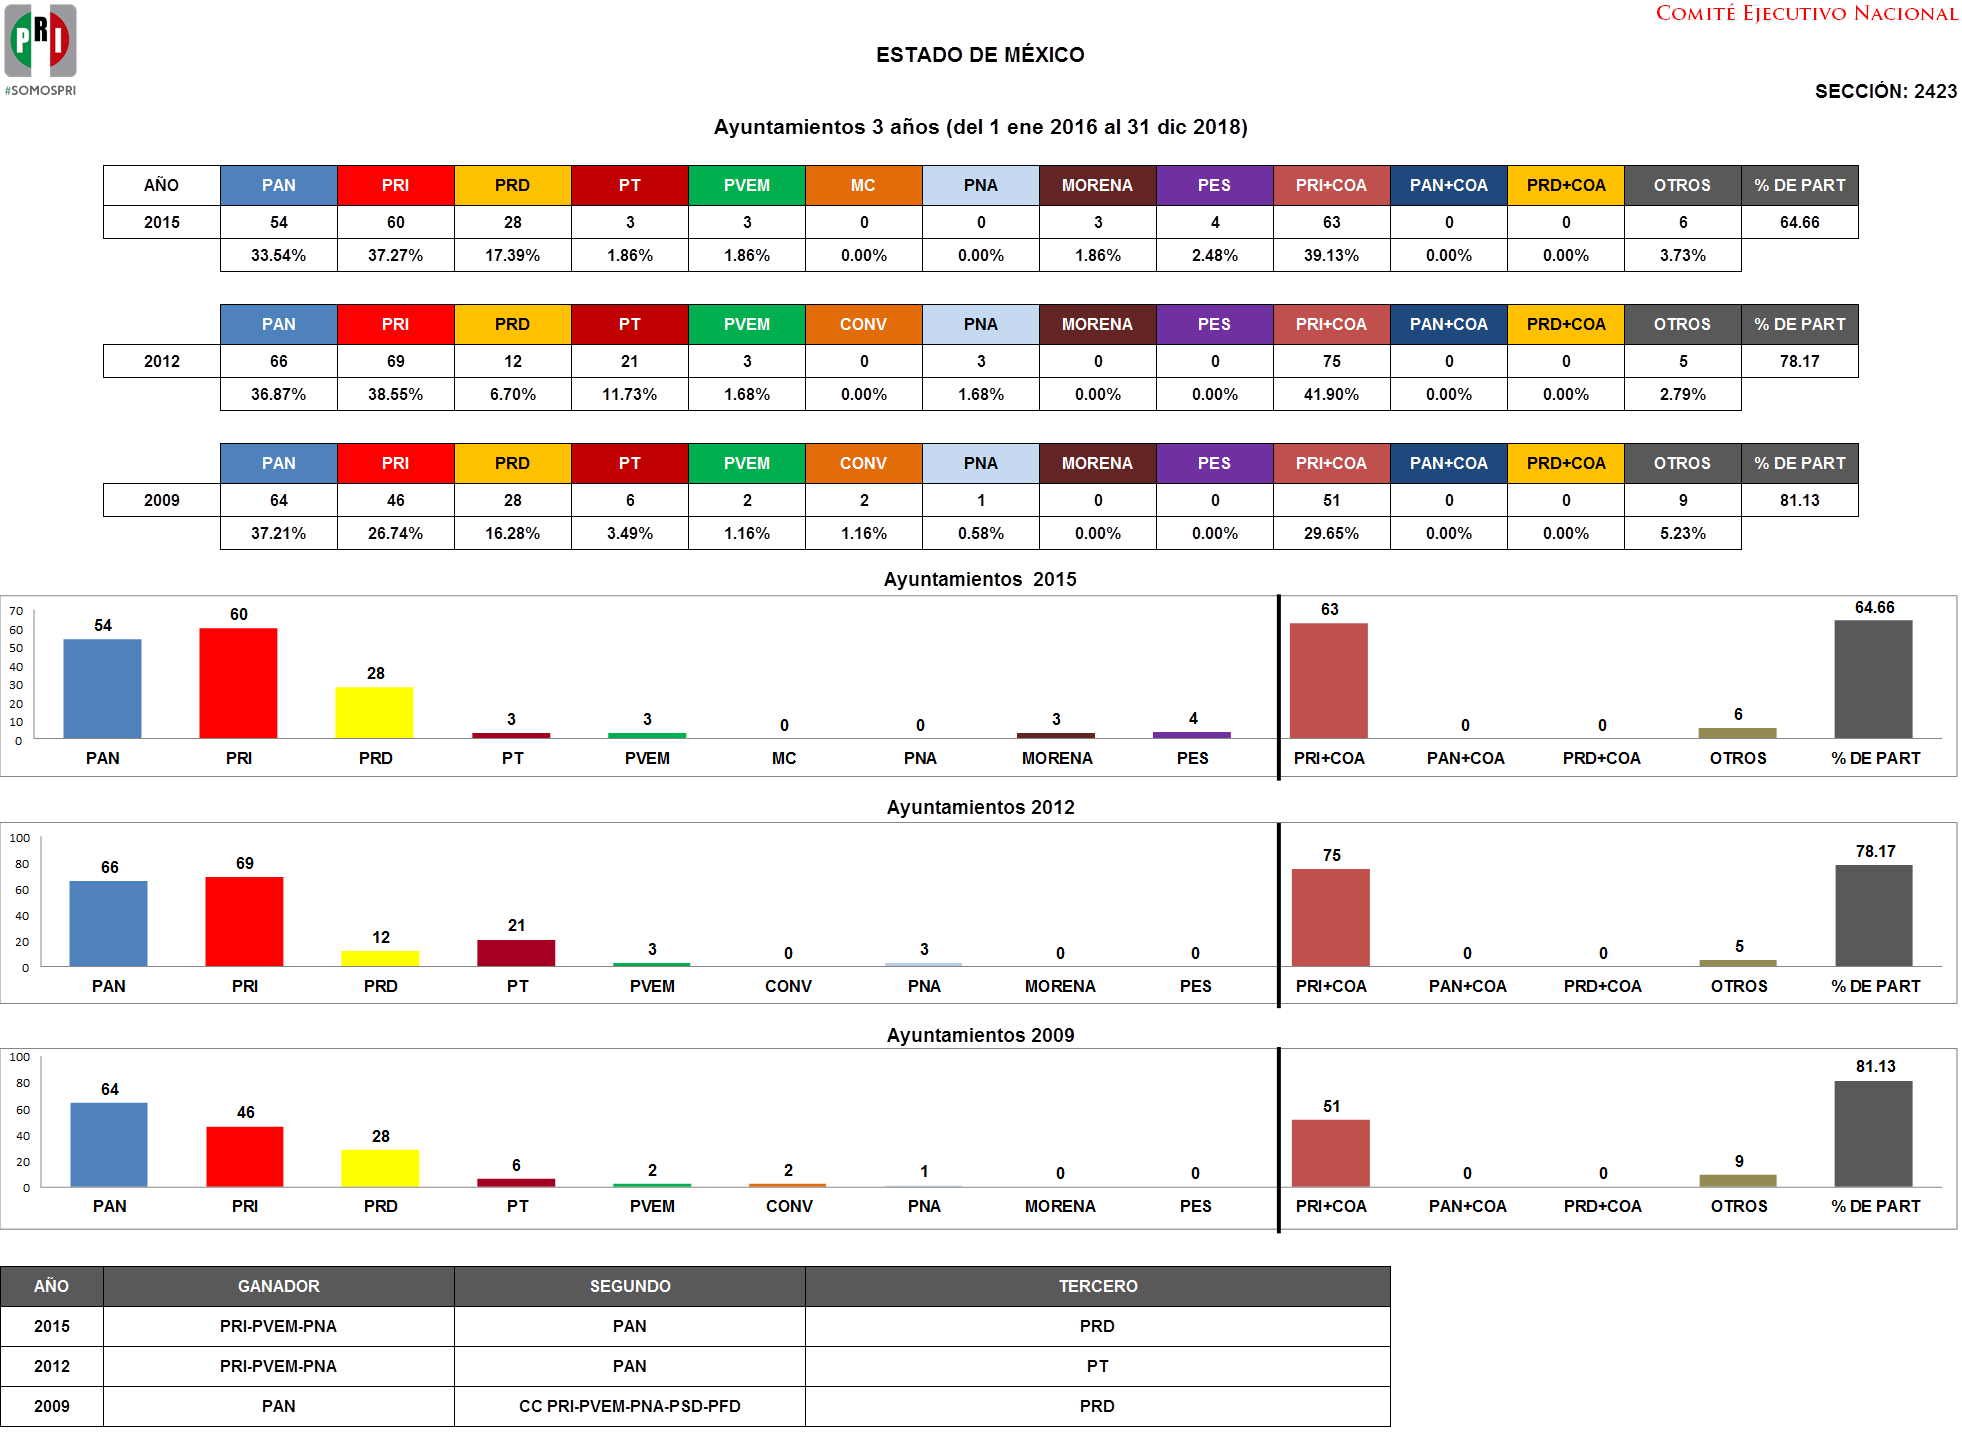 PRI
#SOMOSPRI
COMITÉ EJECUTIVO NACIONAL
ESTADO DE MÉXICO
SECCIÓN: 2423
Ayuntamientos 3 años (del 1 ene 2016 al 31 dic 2018)
AÑO PAN PRI PRD PT PVEM MC PNA MORENA PES PRI+COA PAN+COA PRD+COA OTROS % DE PART
2015 54 60 28 3 3 0 0 3 4 63 0 0 6 64.66
33.54% 37.27% 17.39% 1.86% 1.86% 0.00% 0.00% 1.86% 2.48% 39.13% 0.00% 0.00% 3.73%
PAN PRI PRD PT PVEM CONV PNA MORENA PES PRI+COA PAN+COA PRD+COA OTROS % DE PART
2012 66 69 12 21 3 0 3 0 0 75 0 0 5 78.17
36.87% 38.55% 6.70% 11.73% 1.68% 0.00% 1.68% 0.00% 0.00% 41.90% 0.00% 0.00% 2.79%
PAN PRI PRD PT PVEM CONV PNA MORENA PES PRI+COA PAN+COA PRD+COA OTROS % DE PART
2009 64 46 28 6 2 2 1 0 0 51 0 0 9 81.13
37.21% 26.74% 16.28% 3.49% 1.16% 1.16% 0.58% 0.00% 0.00% 29.65% 0.00% 0.00% 5.23%
Ayuntamientos 2015
70
60
50
40
30
20
10
0
54 60 28 3 3 0 0 3 4 63 0 0 6 64.66
PAN PRI PRD PT PVEM MC PNA MORENA PES PRI+COA PAN+COA PRD+COA OTROS % DE PART
Ayuntamientos 2012
100
80
60
40
20
0
66 69 12 21 3 0 3 0 0 75 0 0 5 78.17
PAN PRI PRD PT PVEM CONV PNA MORENA PES PRI+COA PAN+COA PRD+COA OTROS % DE PART
Ayuntamientos 2009
100
80
60
40
20
0
64 46 28 6 2 2 1 0 0 51 0 0 9 81.13
PAN PRI PRD PT PVEM CONV PNA MORENA PES PRI+COA PAN+COA PRD+COA OTROS % DE PART
AÑO GANADOR SEGUNDO TERCERO
2015 PRI-PVEM-PNA PAN PRD
2012 PRI-PVEM-PNA PAN PT
2009 PAN CC PRI-PVEM-PNA-PSD-PFD PRD